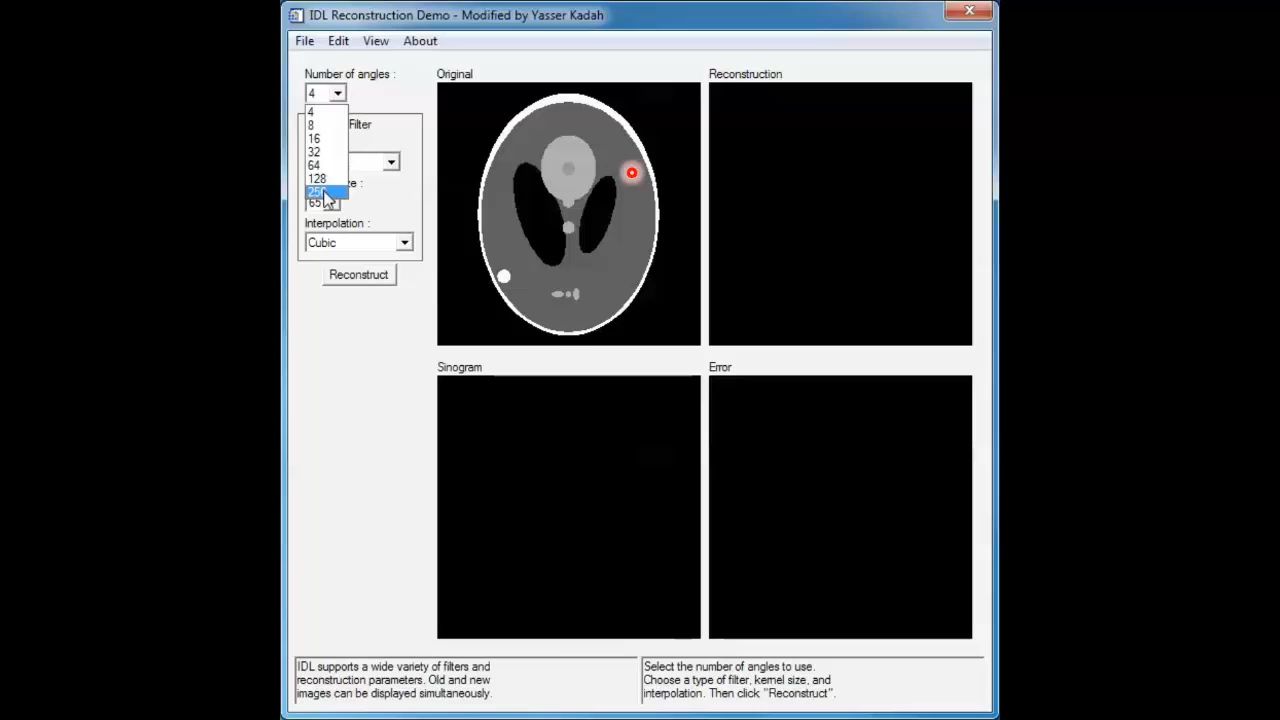 IDL Reconstruction Demo - Modified by Yasser Kadah
File Edit View About
Number of angles :
4
4
8
16
32
64
128
Filter
65
Interpolation :
Cubic
Reconstruct
Original
Reconstruction
Sinogram
Error
IDL supports a wide variety of filters and
reconstruction parameters. Old and new
images can be displayed simultaneously.
Select the number of angles to use.
Choose a type of filter, kernel size, and
interpolation. Then click "Reconstruct".